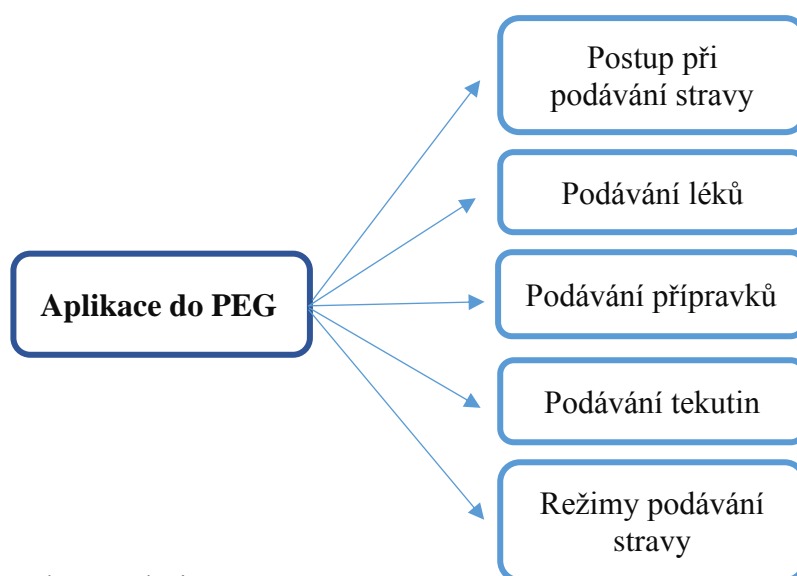 Postup při
podávání stravy
Podávání léků
Aplikace do PEG
Podávání přípravků
Podávání tekutin
Režimy podávání
stravy